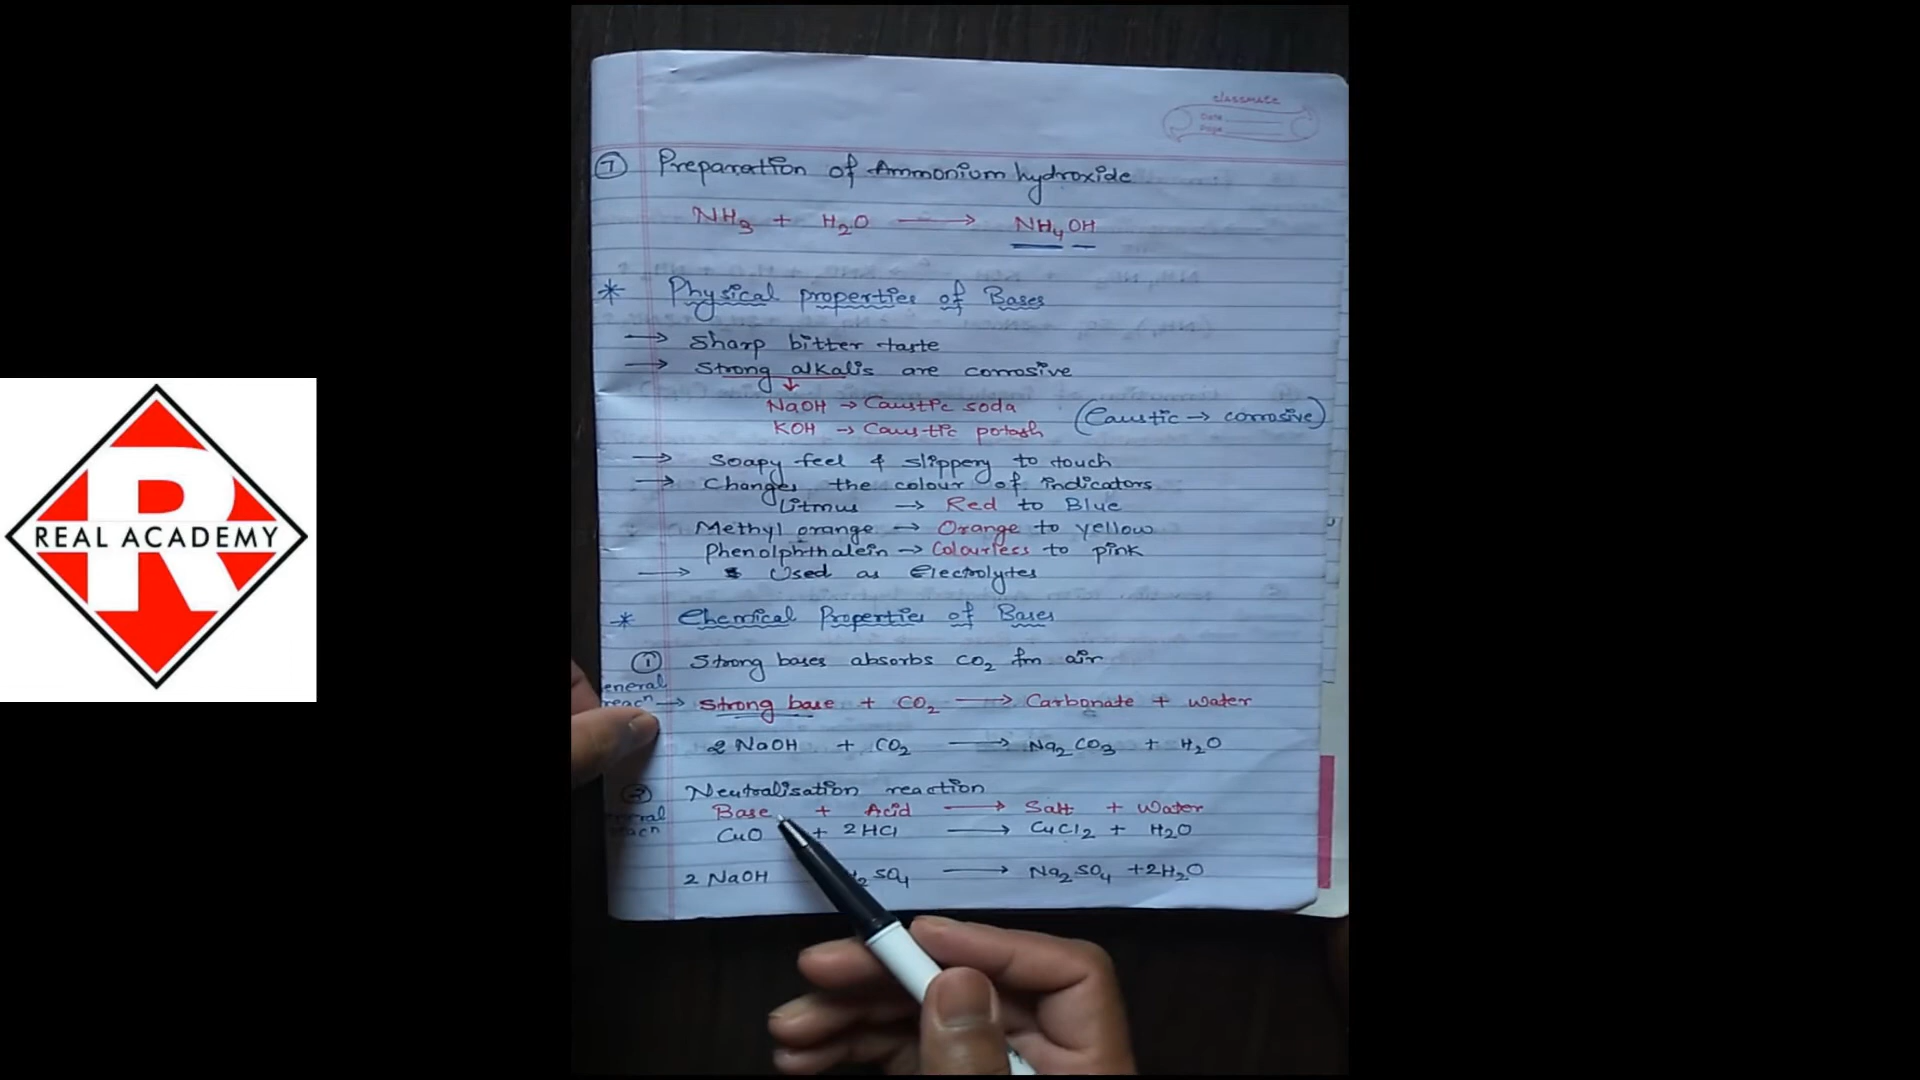 classmate
Date
Page
7 Preparation of Ammonium hydroxide
NH3 + H2O → NH4OH
* Physical properties of Bases
→ Sharp bitter taste
→ Strong alkalis are corrosive
↓
NaOH → Caustic soda
KOH → Caustic potash
(Caustic → corrosive)
→ Soapy feel & slippery to touch
→ Changes the colour of indicators
Litmus → Red to Blue
Methyl orange → Orange to yellow
Phenolphthalein → Colourless to pink
→ Used as Electrolytes
* Chemical Properties of Bases
1 Strong bases absorbs CO2 fm air
eneral
reacn → Strong base + CO2 → Carbonate + water
2 NaOH + CO2 → Na2CO3 + H2O
2 Neutralisation reaction
Base + Acid → Salt + Water
CuO + 2HCl → CuCl2 + H2O
2 NaOH 2SO4 → Na2SO4 + 2H2O
REAL ACADEMY
R